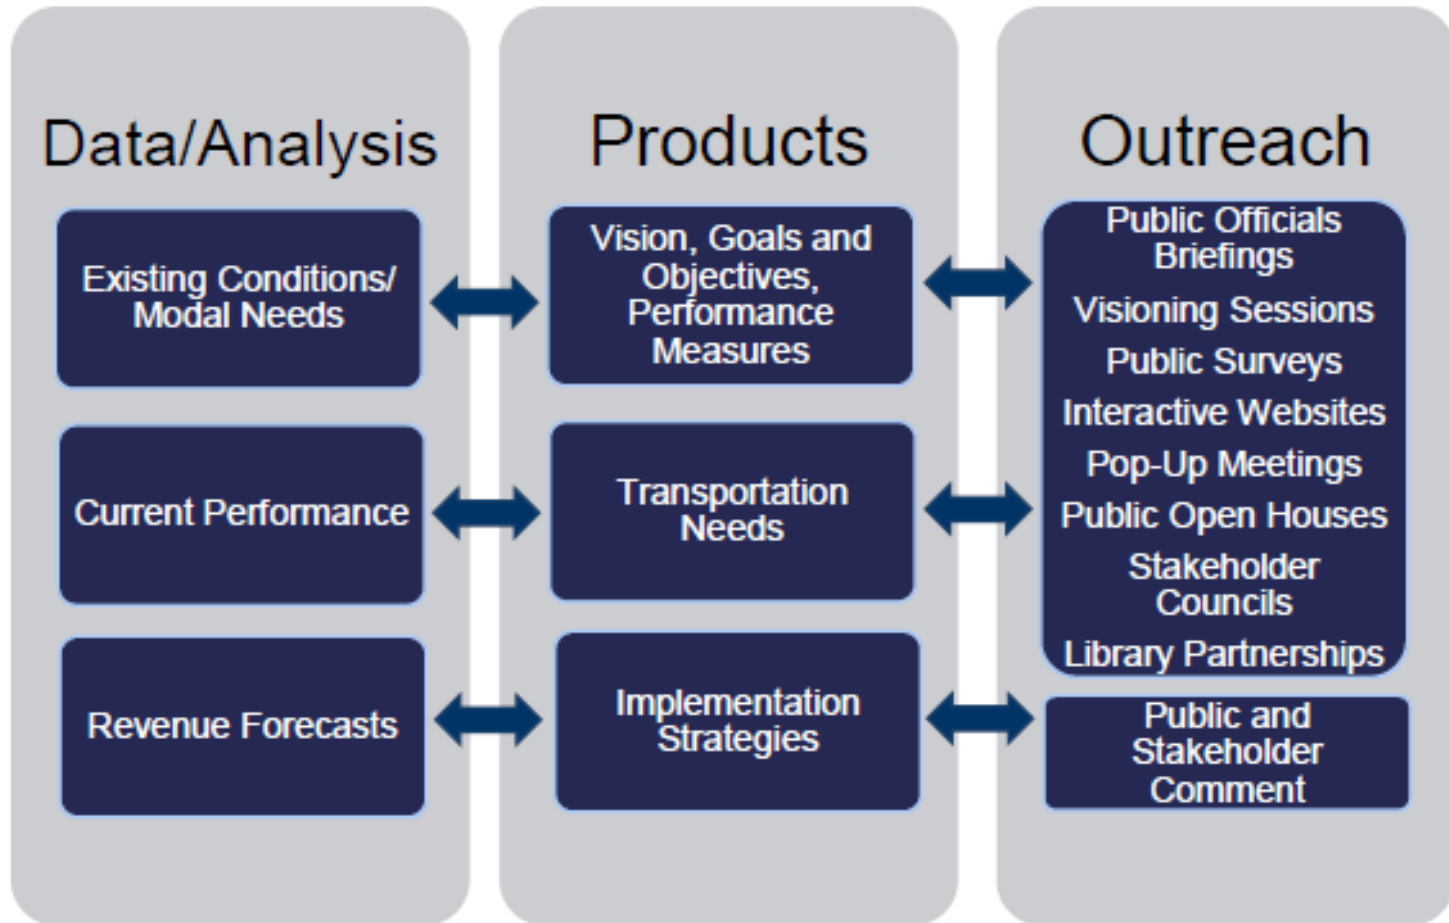 Data/Analysis
Existing Conditions/
Modal Needs
Current Performance
Revenue Forecasts
Products
Vision, Goals and
Objectives,
Performance
Measures
Transportation
Needs
Implementation
Strategies
Outreach
Public Officials
Briefings
Visioning Sessions
Public Surveys
Interactive Websites
Pop-Up Meetings
Public Open Houses
Stakeholder
Councils
Library Partnerships
Public and
Stakeholder
Comment